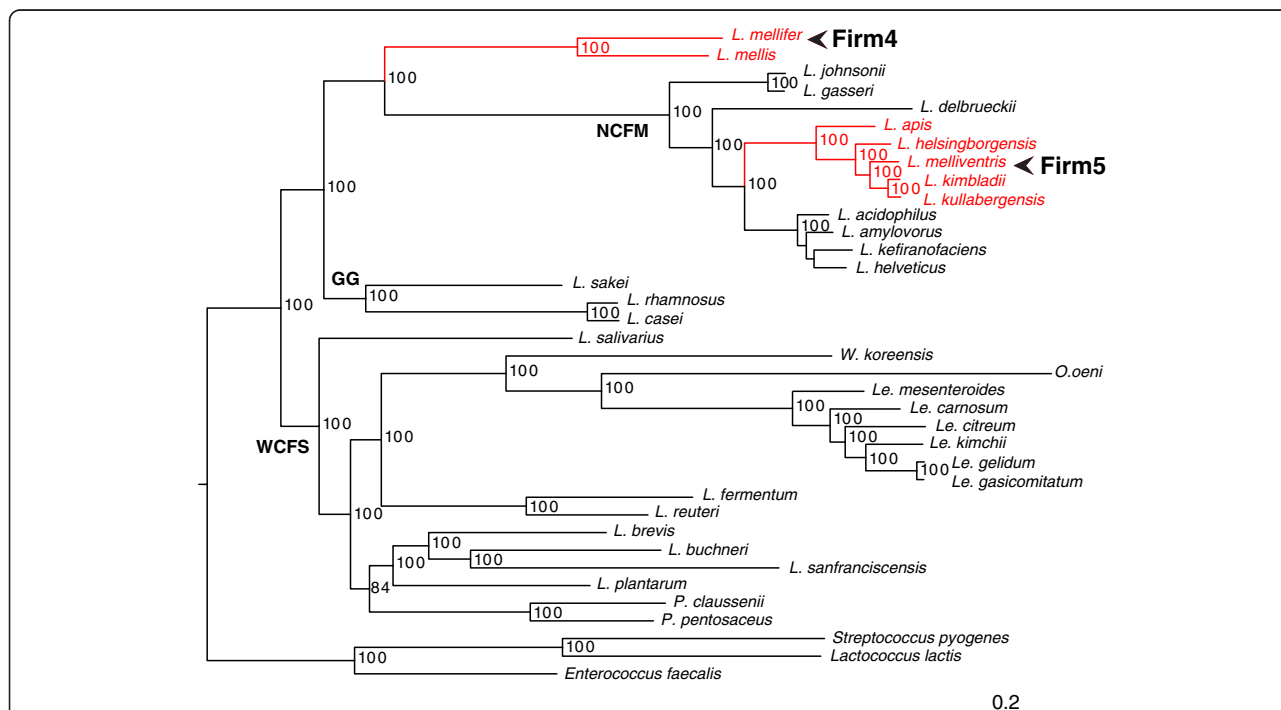 L. mellifer
Firm4
100
L. mellis
100
L. johnsonii
100
L. gasseri
100
L. delbrueckii
NCFM
L. apis
100
L. helsingborgensis
100
100
L. melliventris
Firm5
100
L. kimbladii
100
100
L. kullabergensis
100
L. acidophilus
100
L. amylovorus
L. kefiranofaciens
L. helveticus
GG
L. sakei
100
L. rhamnosus
100
100
L. casei
L. salivarius
W. koreensis
100
O.oeni
100
Le. mesenteroides
100
Le. carnosum
100
Le. citreum
100
100
WCFS
100
Le. kimchii
100
Le. gelidum
100
Le. gasicomitatum
L. fermentum
100
100
L. reuteri
L. brevis
100
L. buchneri
100
100
L. sanfranciscensis
84
L. plantarum
P. claussenii
100
P. pentosaceus
Streptococcus pyogenes
100
100
Lactococcus lactis
Enterococcus faecalis
0.2